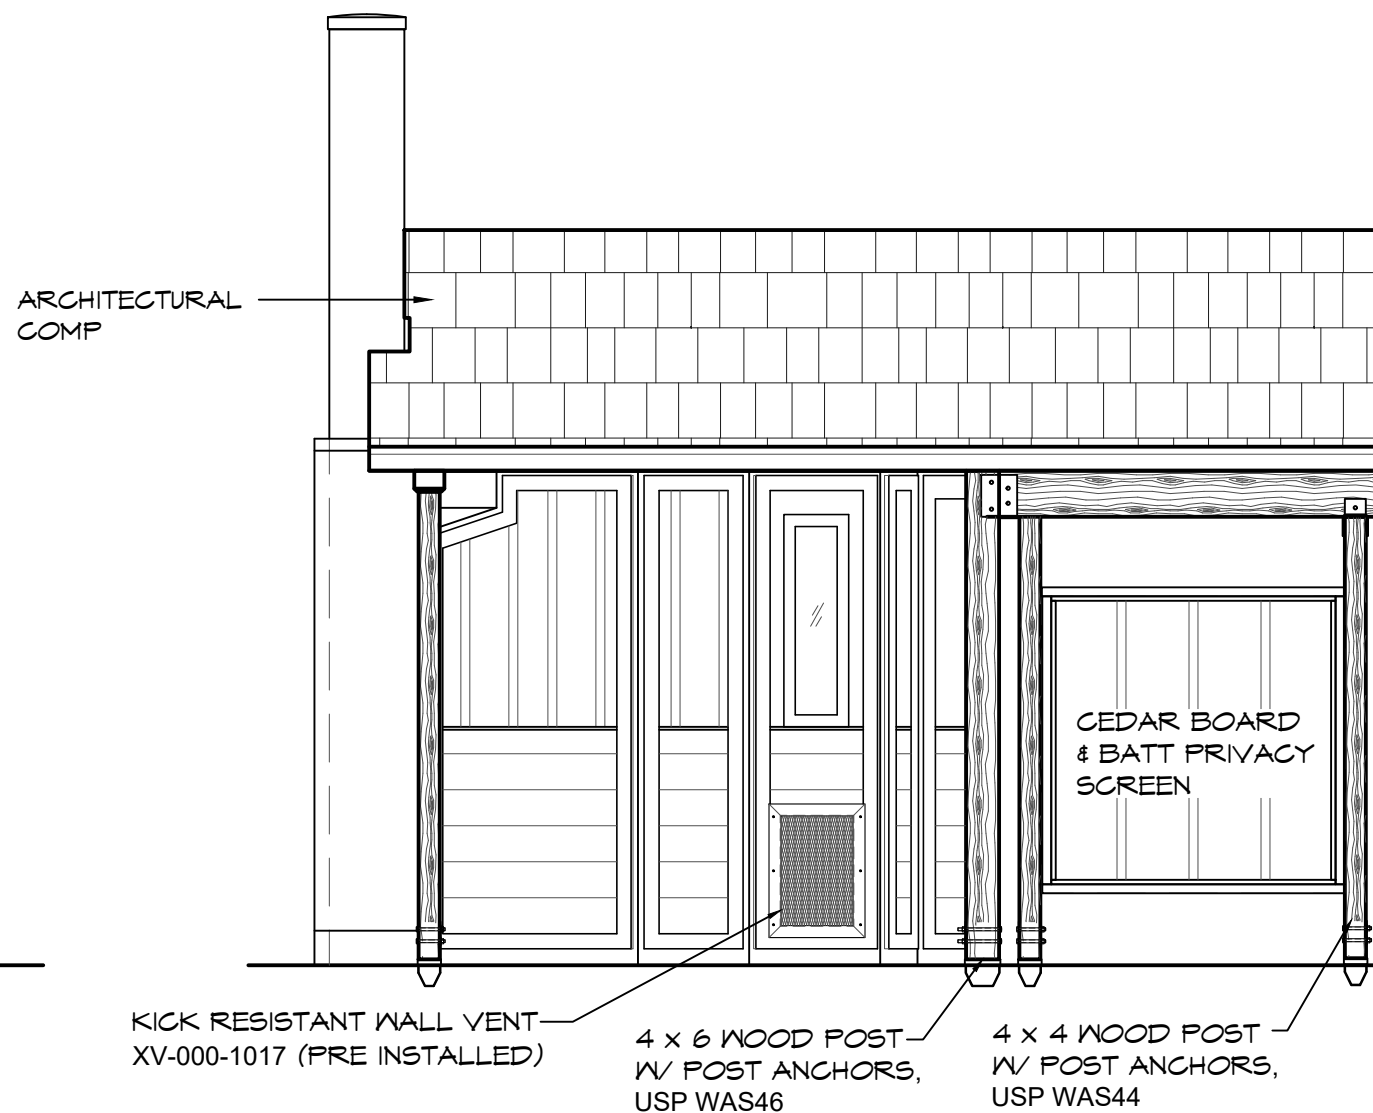 ARCHITECTURAL
COMP
CEDAR BOARD
& BATT PRIVACY
SCREEN
KICK RESISTANT WALL VENT
XV-000-1017 (PRE INSTALLED)
4 x 6 WOOD POST
W/ POST ANCHORS,
USP WAS46
4 x 4 WOOD POST
W/ POST ANCHORS,
USP WAS44